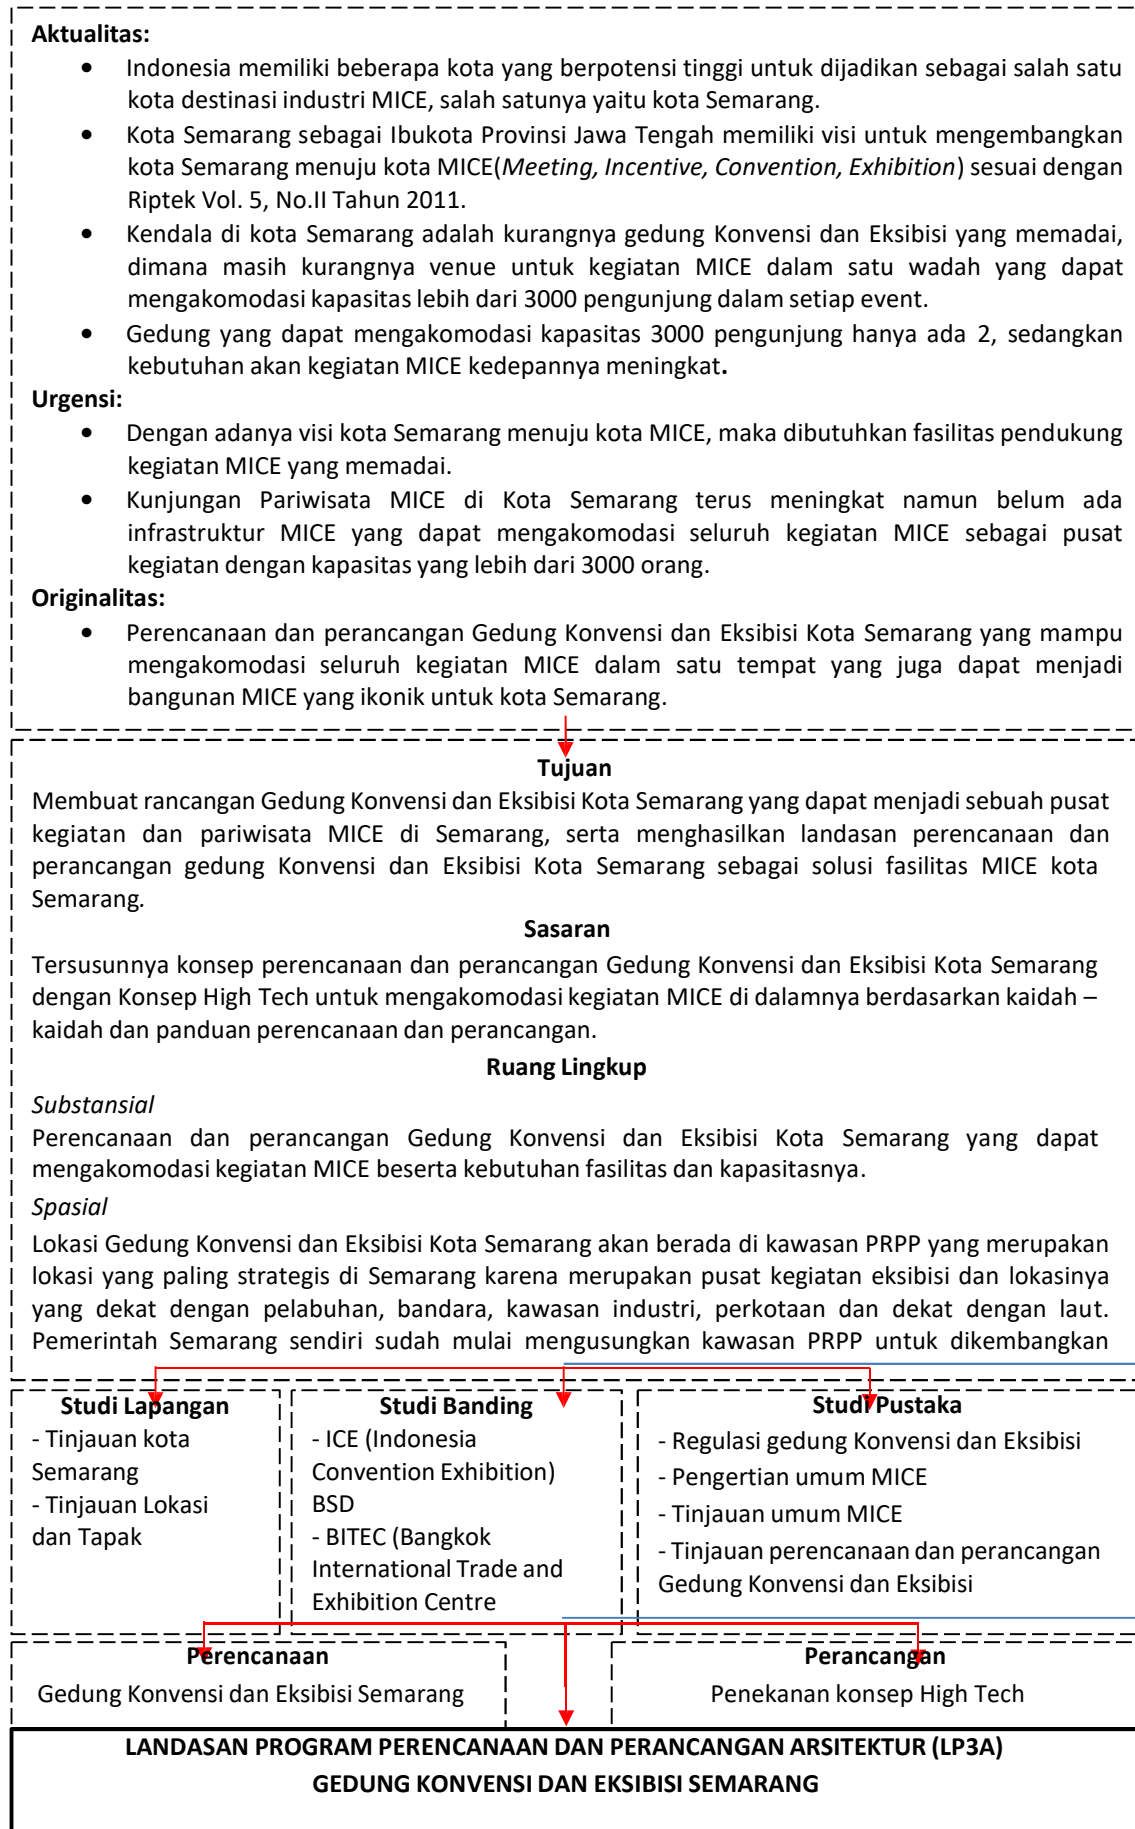 Aktualitas:
• Indonesia memiliki beberapa kota yang berpotensi tinggi untuk dijadikan sebagai salah satu
kota destinasi industri MICE, salah satunya yaitu kota Semarang.
• Kota Semarang sebagai Ibukota Provinsi Jawa Tengah memiliki visi untuk mengembangkan
kota Semarang menuju kota MICE(Meeting, Incentive, Convention, Exhibition) sesuai dengan
Riptek Vol. 5, No.II Tahun 2011.
• Kendala di kota Semarang adalah kurangnya gedung Konvensi dan Eksibisi yang memadai,
dimana masih kurangnya venue untuk kegiatan MICE dalam satu wadah yang dapat
mengakomodasi kapasitas lebih dari 3000 pengunjung dalam setiap event.
• Gedung yang dapat mengakomodasi kapasitas 3000 pengunjung hanya ada 2, sedangkan
kebutuhan akan kegiatan MICE kedepannya meningkat.
Urgensi:
• Dengan adanya visi kota Semarang menuju kota MICE, maka dibutuhkan fasilitas pendukung
kegiatan MICE yang memadai.
• Kunjungan Pariwisata MICE di Kota Semarang terus meningkat namun belum ada
infrastruktur MICE yang dapat mengakomodasi seluruh kegiatan MICE sebagai pusat
kegiatan dengan kapasitas yang lebih dari 3000 orang.
Originalitas:
• Perencanaan dan perancangan Gedung Konvensi dan Eksibisi Kota Semarang yang mampu
mengakomodasi seluruh kegiatan MICE dalam satu tempat yang juga dapat menjadi
bangunan MICE yang ikonik untuk kota Semarang.
Tujuan
Membuat rancangan Gedung Konvensi dan Eksibisi Kota Semarang yang dapat menjadi sebuah pusat
kegiatan dan pariwisata MICE di Semarang, serta menghasilkan landasan perencanaan dan
perancangan gedung Konvensi dan Eksibisi Kota Semarang sebagai solusi fasilitas MICE kota
Semarang.
Sasaran
Tersusunnya konsep perencanaan dan perancangan Gedung Konvensi dan Eksibisi Kota Semarang
dengan Konsep High Tech untuk mengakomodasi kegiatan MICE di dalamnya berdasarkan kaidah –
kaidah dan panduan perencanaan dan perancangan.
Ruang Lingkup
Substansial
Perencanaan dan perancangan Gedung Konvensi dan Eksibisi Kota Semarang yang dapat
mengakomodasi kegiatan MICE beserta kebutuhan fasilitas dan kapasitasnya.
Spasial
Lokasi Gedung Konvensi dan Eksibisi Kota Semarang akan berada di kawasan PRPP yang merupakan
lokasi yang paling strategis di Semarang karena merupakan pusat kegiatan eksibisi dan lokasinya
yang dekat dengan pelabuhan, bandara, kawasan industri, perkotaan dan dekat dengan laut.
Pemerintah Semarang sendiri sudah mulai mengusungkan kawasan PRPP untuk dikembangkan
Studi Lapangan
- Tinjauan kota
Semarang
- Tinjauan Lokasi
dan Tapak
Studi Banding
- ICE (Indonesia
Convention Exhibition)
BSD
- BITEC (Bangkok
International Trade and
Exhibition Centre
Studi Pustaka
- Regulasi gedung Konvensi dan Eksibisi
- Pengertian umum MICE
- Tinjauan umum MICE
- Tinjauan perencanaan dan perancangan
Gedung Konvensi dan Eksibisi
Perencanaan
Gedung Konvensi dan Eksibisi Semarang
Perancangan
Penekanan konsep High Tech
LANDASAN PROGRAM PERENCANAAN DAN PERANCANGAN ARSITEKTUR (LP3A)
GEDUNG KONVENSI DAN EKSIBISI SEMARANG